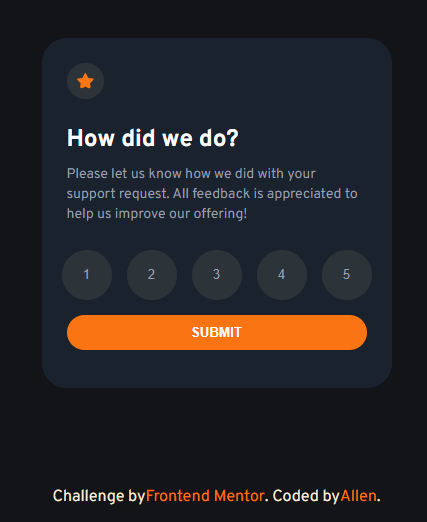 How did we do?
Please let us know how we did with your
support request. All feedback is appreciated to
help us improve our offering!
1 2 3 4 5
SUBMIT
Challenge byFrontend Mentor. Coded byAllen.